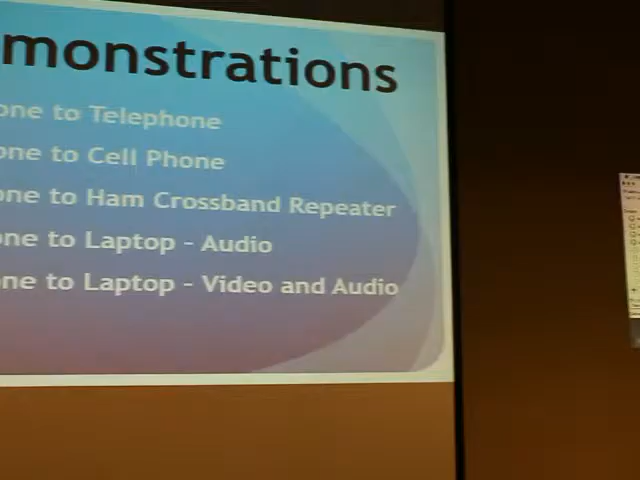 monstrations
one to Telephone
one to Cell Phone
one to Ham Crossband Repeater
one to Laptop - Audio
one to Laptop - Video and Audio